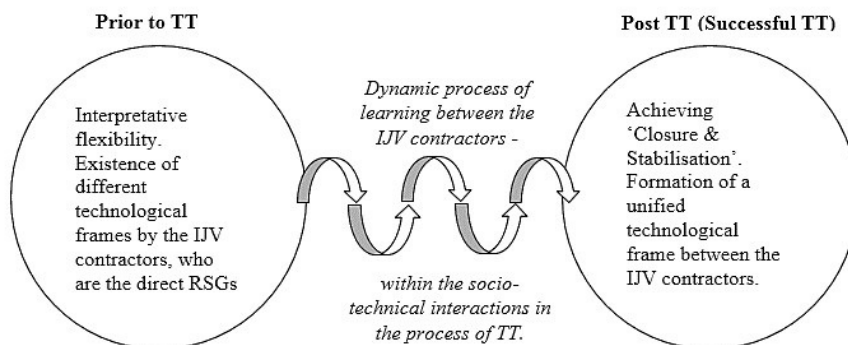 Prior to TT
Post TT (Successful TT)
Interpretative
flexibility.
Existence of
different
technological
frames by the IJV
contractors, who
are the direct RSGs
Dynamic process of
learning between the
IJV contractors -
within the socio-
technical interactions in
the process of TT.
Achieving
‘Closure &
Stabilisation’.
Formation of a
unified
technological
frame between the
IJV contractors.